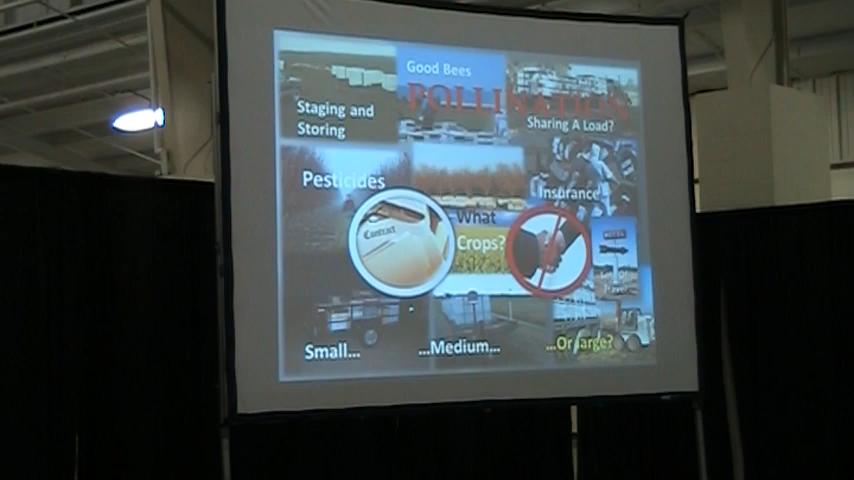 Good Bees
POLLINATION
Staging and
Storing
Sharing A Load?
Pesticides
Insurance
Contract
What
Crops?
Small...
...Medium...
...Or large?